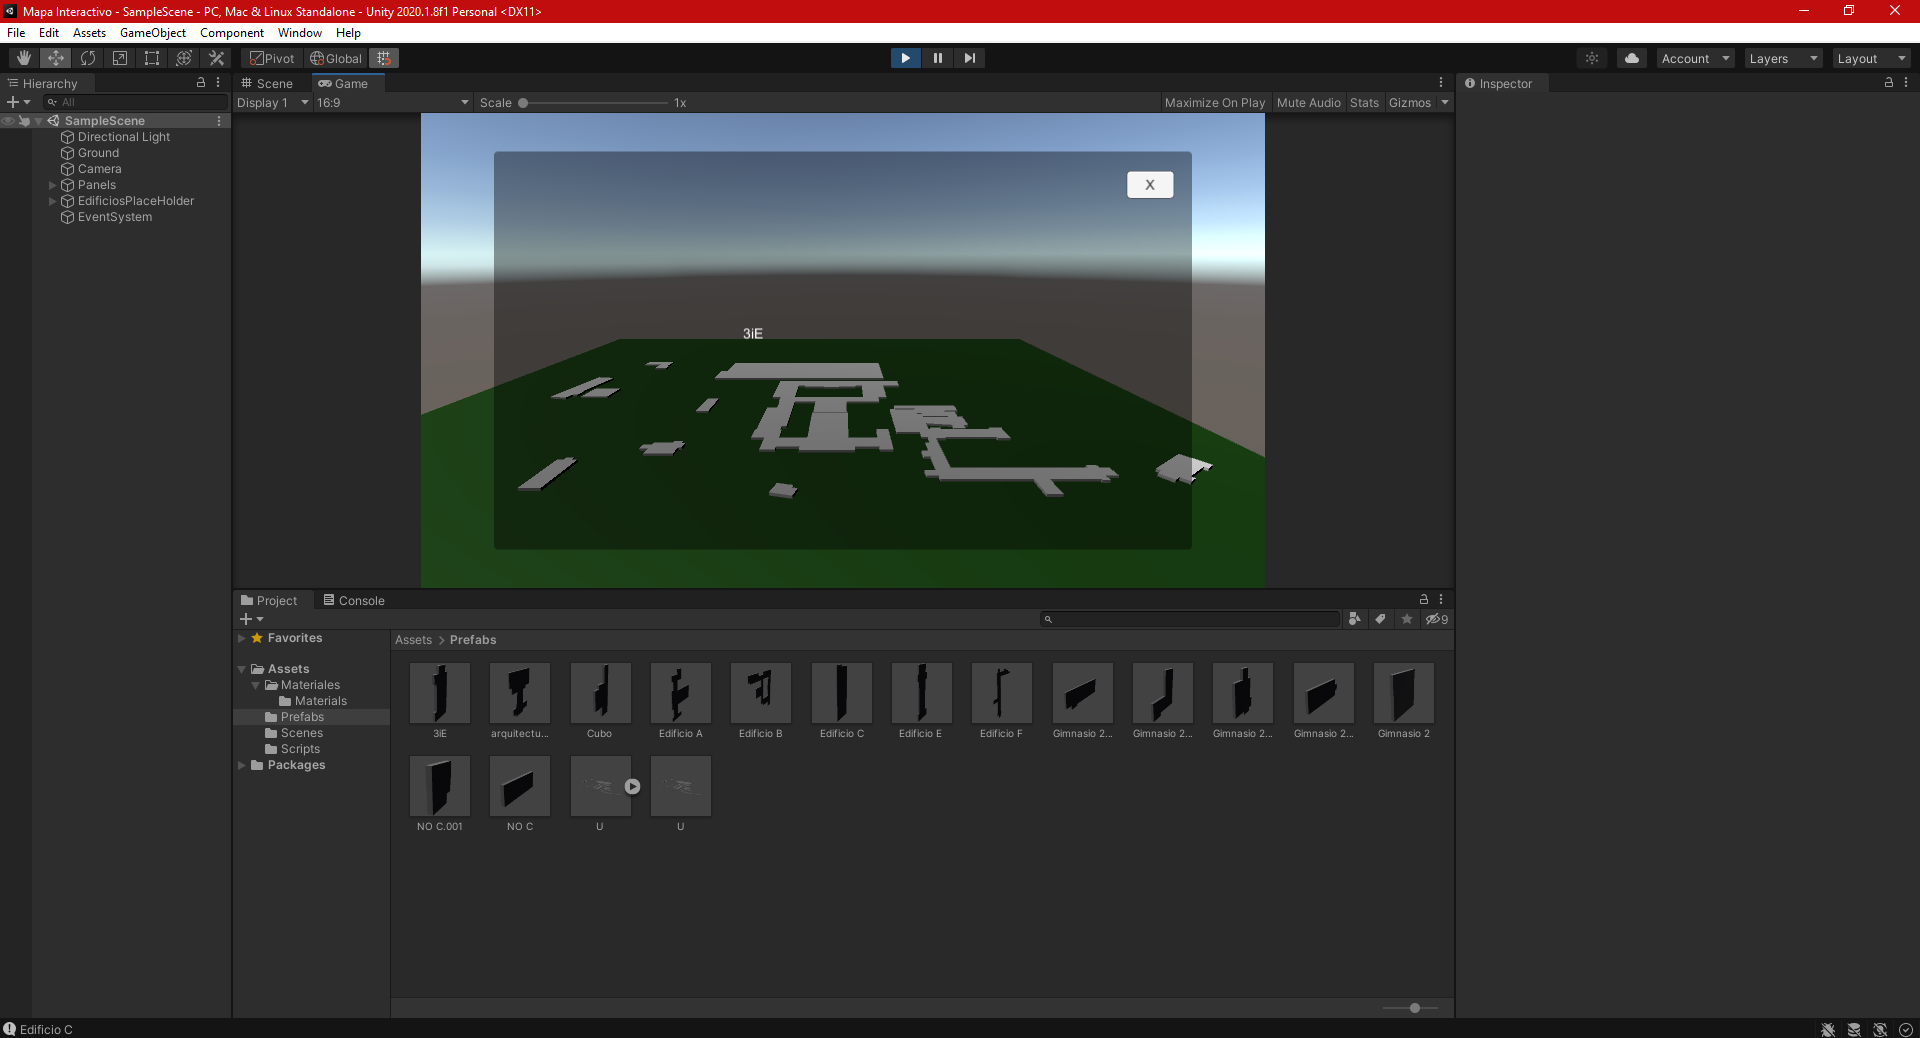 Mapa Interactivo - SampleScene - PC, Mac & Linux Standalone - Unity 2020.1.8f1 Personal <DX11>
File Edit Assets GameObject Component Window Help
Pivot Global Account Layers Layout
Hierarchy
All
SampleScene
Directional Light
Ground
Camera
Panels
EdificiosPlaceHolder
EventSystem
Scene Game
Display 1 16:9 Scale 1x Maximize On Play Mute Audio Stats Gizmos
X
3iE
Inspector
Project Console
9
Favorites
Assets
Materiales
Materials
Prefabs
Scenes
Scripts
Packages
Assets > Prefabs
3iE arquitectu... Cubo Edificio A Edificio B Edificio C Edificio E Edificio F Gimnasio 2... Gimnasio 2... Gimnasio 2... Gimnasio 2... Gimnasio 2
NO C.001 NO C U U
Edificio C